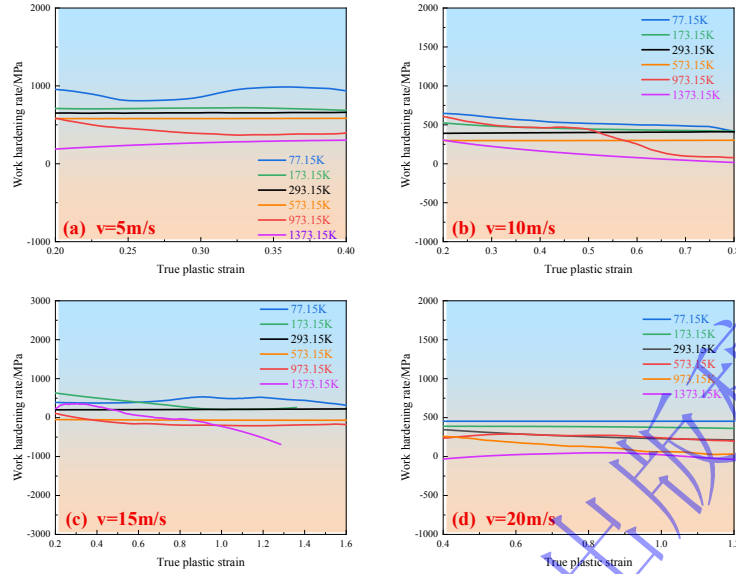 2000
1000
0
-1000
0.20
0.25
0.30
0.35
0.40
Work hardening rate/MPa
True plastic strain
77.15K
173.15K
293.15K
573.15K
973.15K
1373.15K
(a) v=5m/s
2000
1500
1000
500
0
-500
-1000
0.2
0.3
0.4
0.5
0.6
0.7
0.8
Work hardening rate/MPa
True plastic strain
77.15K
173.15K
293.15K
573.15K
973.15K
1373.15K
(b) v=10m/s
3000
2000
1000
0
-1000
-2000
-3000
0.2
0.4
0.6
0.8
1.0
1.2
1.4
1.6
Work hardening rate/MPa
True plastic strain
77.15K
173.15K
293.15K
573.15K
973.15K
1373.15K
(c) v=15m/s
2000
1500
1000
500
0
-500
-1000
0.4
0.6
0.8
1.0
Work hardening rate/MPa
True plastic strain
77.15K
173.15K
293.15K
573.15K
973.15K
1373.15K
(d) v=20m/s